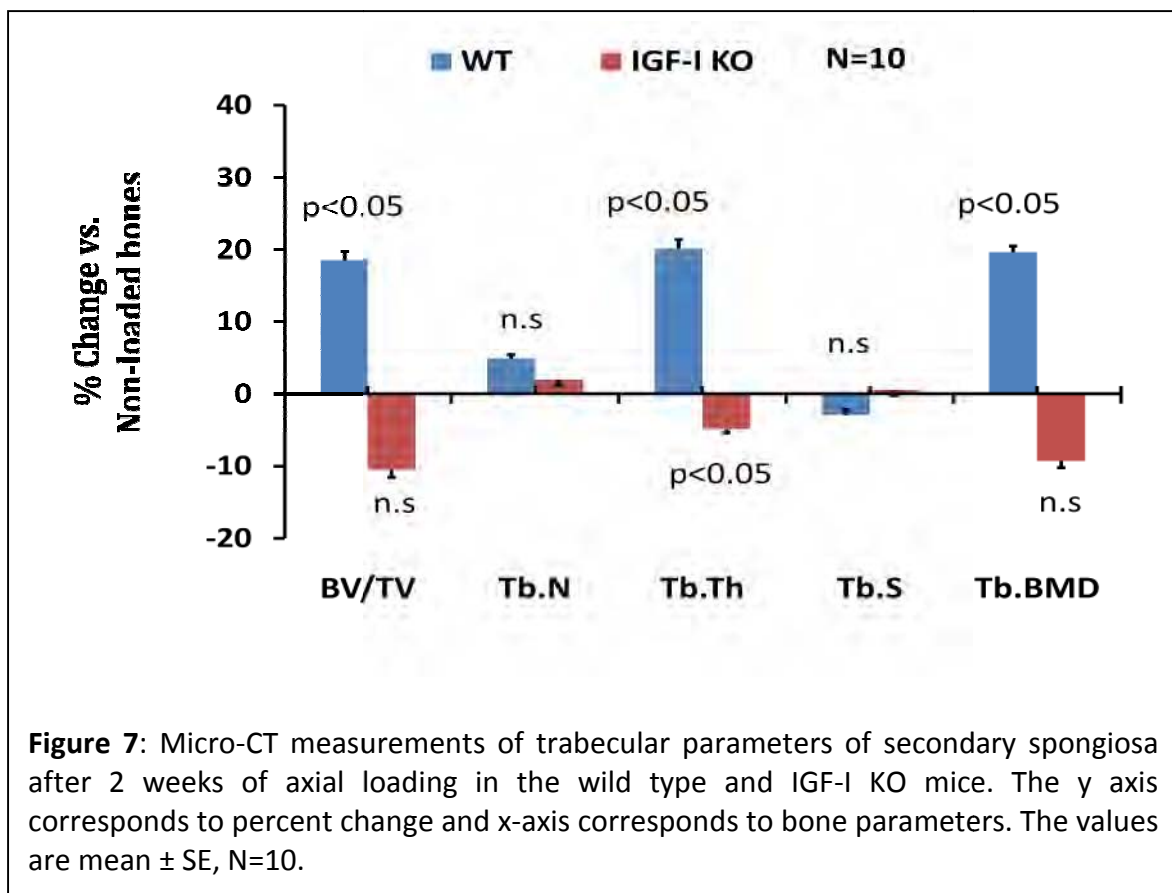 WT IGF-I KO N=10
40
30
20
10
0
-10
-20
% Change vs.
Non-loaded bones
p<0.05
n.s
n.s
p<0.05
p<0.05
n.s
p<0.05
n.s
BV/TV Tb.N Tb.Th Tb.S Tb.BMD
Figure 7: Micro-CT measurements of trabecular parameters of secondary spongiosa
after 2 weeks of axial loading in the wild type and IGF-I KO mice. The y axis
corresponds to percent change and x-axis corresponds to bone parameters. The values
are mean ± SE, N=10.